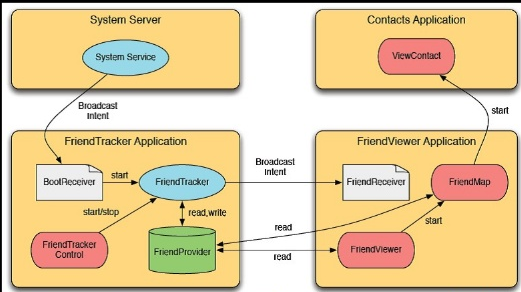 System Server
Contacts Application
System Service
ViewContact
Broadcast
Intent
start
FriendTracker Application
FriendViewer Application
BootReceiver
start
FriendTracker
Broadcast
Intent
FriendReceiver
FriendMap
start/stop
read,write
read
start
FriendTracker
Control
FriendProvider
read
FriendViewer